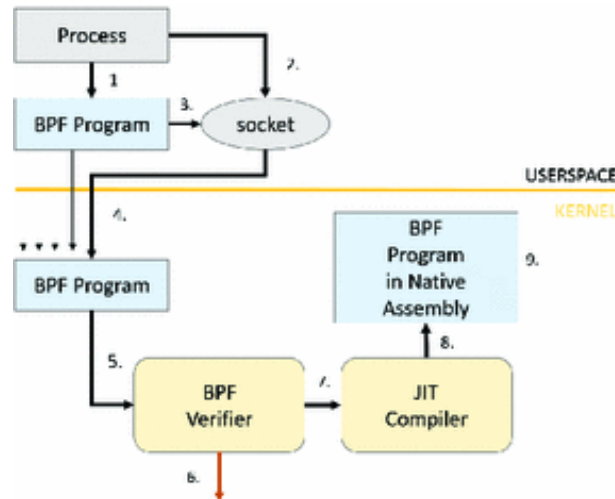 Process
1
2.
BPF Program
3.
socket
USERSPACE
KERNEL
4.
BPF Program
BPF
Program
in Native
Assembly
9.
5.
8.
BPF
Verifier
7.
JIT
Compiler
6.